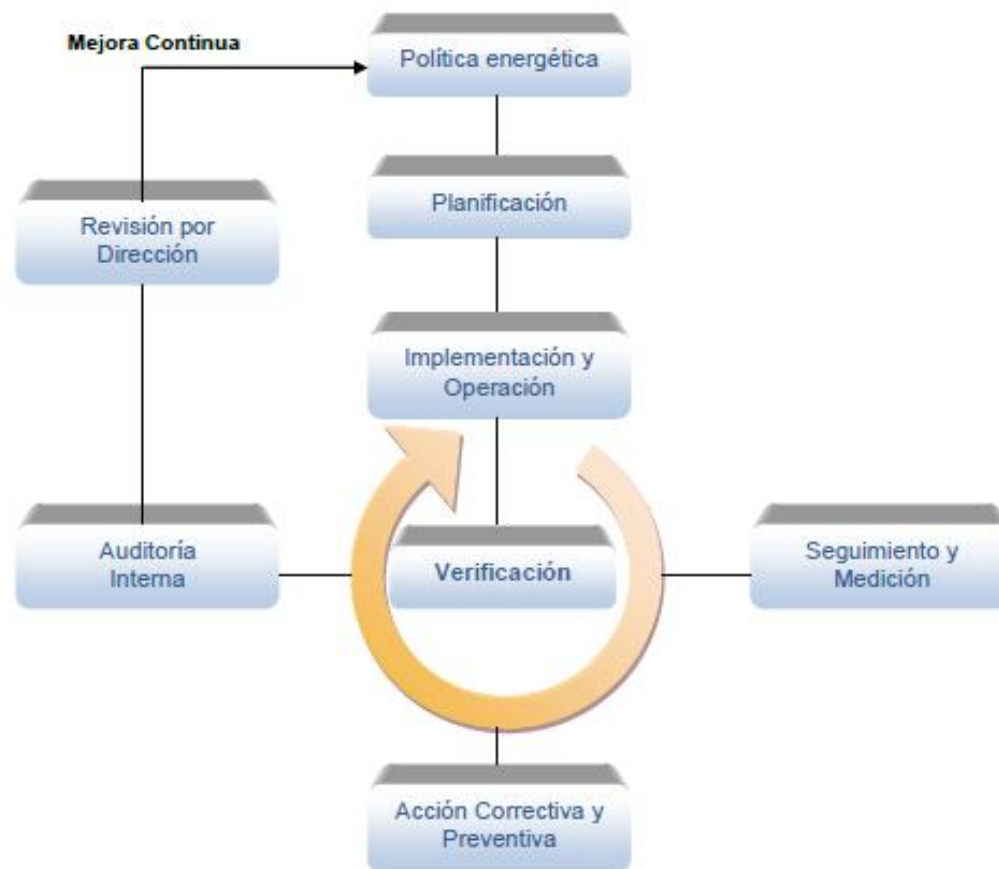 Mejora Continua
Política energética
Planificación
Revisión por
Dirección
Implementación y
Operación
Auditoría
Interna
Verificación
Seguimiento y
Medición
Acción Correctiva y
Preventiva